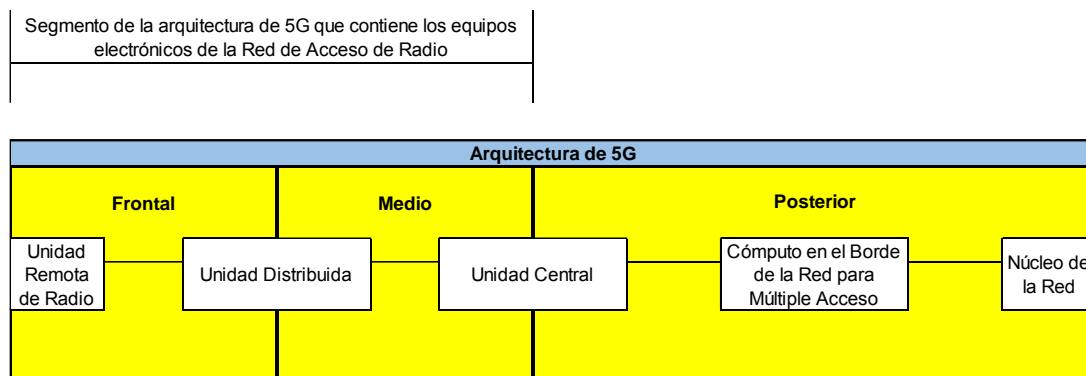 Segmento de la arquitectura de 5G que contiene los equipos
electrónicos de la Red de Acceso de Radio
Arquitectura de 5G
Frontal
Medio
Posterior
Unidad
Remota
de Radio
Unidad Distribuida
Unidad Central
Cómputo en el Borde
de la Red para
Múltiple Acceso
Núcleo de
la Red